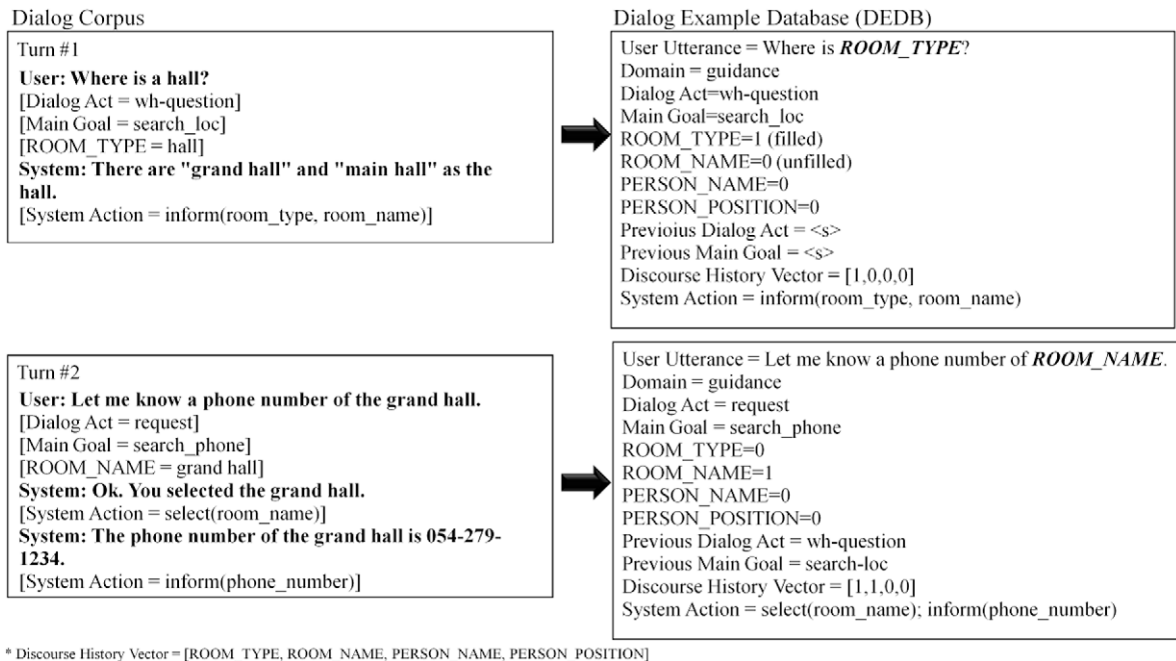 Dialog Corpus
Turn #1
User: Where is a hall?
[Dialog Act = wh-question]
[Main Goal = search_loc]
[ROOM_TYPE = hall]
System: There are "grand hall" and "main hall" as the
hall.
[System Action = inform(room_type, room_name)]
Dialog Example Database (DEDB)
User Utterance = Where is ROOM_TYPE?
Domain = guidance
Dialog Act=wh-question
Main Goal=search_loc
ROOM_TYPE=1 (filled)
ROOM_NAME=0 (unfilled)
PERSON_NAME=0
PERSON_POSITION=0
Previoius Dialog Act = <s>
Previous Main Goal = <s>
Discourse History Vector = [1,0,0,0]
System Action = inform(room_type, room_name)
Turn #2
User: Let me know a phone number of the grand hall.
[Dialog Act = request]
[Main Goal = search_phone]
[ROOM_NAME = grand hall]
System: Ok. You selected the grand hall.
[System Action = select(room_name)]
System: The phone number of the grand hall is 054-279-
1234.
[System Action = inform(phone_number)]
User Utterance = Let me know a phone number of ROOM_NAME.
Domain = guidance
Dialog Act = request
Main Goal = search_phone
ROOM_TYPE=0
ROOM_NAME=1
PERSON_NAME=0
PERSON_POSITION=0
Previous Dialog Act = wh-question
Previous Main Goal = search-loc
Discourse History Vector = [1,1,0,0]
System Action = select(room_name); inform(phone_number)
* Discourse History Vector = [ROOM_TYPE, ROOM_NAME, PERSON_NAME, PERSON_POSITION]